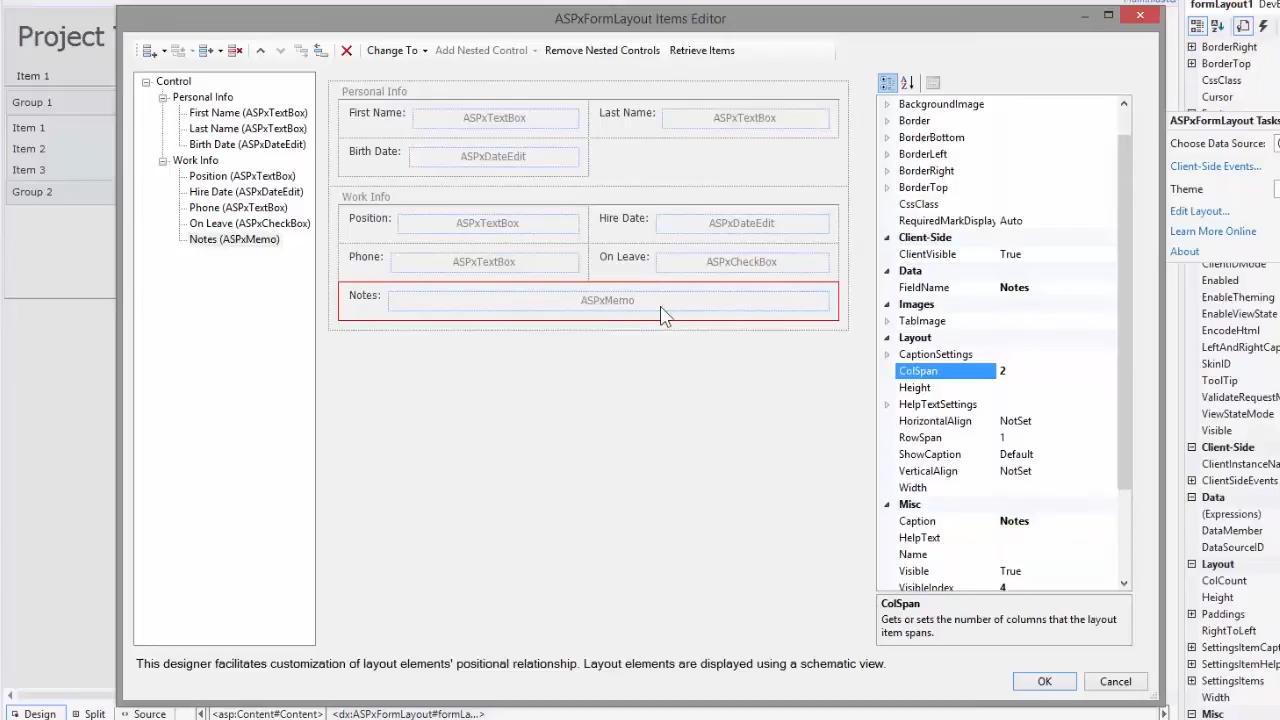 ASPxFormLayout Items Editor
formLayout1 DevE
Project
Change To
Add Nested Control
Remove Nested Controls
Retrieve Items
Item 1
Group 1
Item 1
Item 2
Item 3
Group 2
Control
Personal Info
First Name (ASPxTextBox)
Last Name (ASPxTextBox)
Birth Date (ASPxDateEdit)
Work Info
Position (ASPxTextBox)
Hire Date (ASPxDateEdit)
Phone (ASPxTextBox)
On Leave (ASPxCheckBox)
Notes (ASPxMemo)
Personal Info
First Name: ASPxTextBox Last Name: ASPxTextBox
Birth Date: ASPxDateEdit
Work Info
Position: ASPxTextBox Hire Date: ASPxDateEdit
Phone: ASPxTextBox On Leave: ASPxCheckBox
Notes: ASPxMemo
BackgroundImage
Border
BorderBottom
BorderLeft
BorderRight
BorderTop
CssClass
RequiredMarkDisplay Auto
Client-Side
ClientVisible True
Data
FieldName Notes
Images
TabImage
Layout
CaptionSettings
ColSpan 2
Height
HelpTextSettings
HorizontalAlign NotSet
RowSpan 1
ShowCaption Default
VerticalAlign NotSet
Width
Misc
Caption Notes
HelpText
Name
Visible True
VisibleIndex 4
ColSpan
Gets or sets the number of columns that the layout
item spans.
This designer facilitates customization of layout elements' positional relationship. Layout elements are displayed using a schematic view.
OK
Cancel
BorderRight
BorderTop
CssClass
Cursor
ASPxFormLayout Tasks
Choose Data Source:
Client-Side Events...
Theme
Edit Layout...
Learn More Online
About
ClientIDMode
Enabled
EnableTheming
EnableViewState
EncodeHtml
LeftAndRightCap
SkinID
ToolTip
ValidateRequestM
ViewStateMode
Visible
Client-Side
ClientInstanceNa
ClientSideEvents
Data
(Expressions)
DataMember
DataSourceID
Layout
ColCount
Height
Paddings
RightToLeft
SettingsItemCapt
SettingsItemHelp
SettingsItems
Width
Misc
Design
Split
Source
<asp:Content#Content>
<dx:ASPxFormLayout#formLa...>